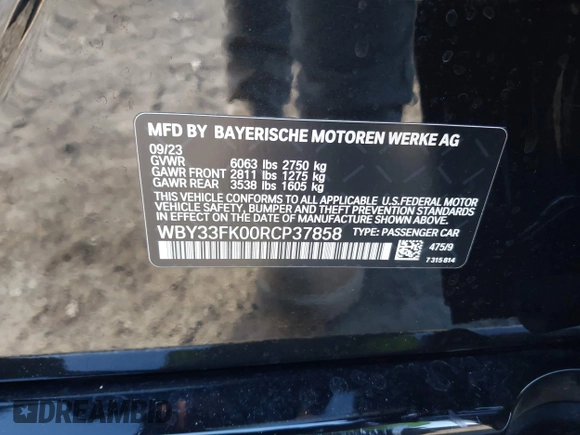 MFD BY BAYERISCHE MOTOREN WERKE AG
09/23
GVWR 6063 lbs 2750 kg
GAWR FRONT 2811 lbs 1275 kg
GAWR REAR 3538 lbs 1605 kg
THIS VEHICLE CONFORMS TO ALL APPLICABLE U.S.FEDERAL MOTOR
VEHICLE SAFETY, BUMPER AND THEFT PREVENTION STANDARDS
IN EFFECT ON THE DATE OF MANUFACTURE SHOWN ABOVE.
WBY33FK00RCP37858 TYPE: PASSENGER CAR
475/9
7 315 814
DREAMBID